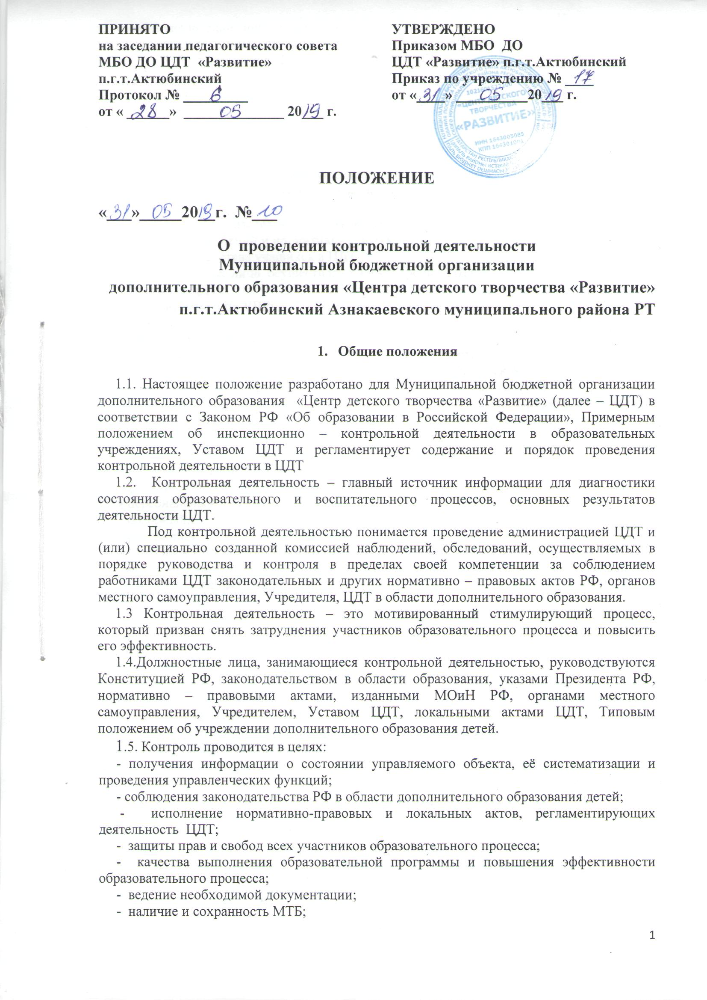 ПРИНЯТО
на заседании педагогического совета
МБО ДО ЦДТ «Развитие»
п.г.т.Актюбинский
Протокол № 6
от « 28 » 05 2019 г.
УТВЕРЖДЕНО
Приказом МБО ДО
ЦДТ «Развитие» п.г.т.Актюбинский
Приказ по учреждению № 17
от «31» 05 2019 г.
«ЦЕНТР ДЕТСКОГО
ТВОРЧЕСТВА
«РАЗВИТИЕ»
ИНН 1643005085
КПП 164301001
ПОЛОЖЕНИЕ
«31» 05 2019 г. № 10
О проведении контрольной деятельности
Муниципальной бюджетной организации
дополнительного образования «Центра детского творчества «Развитие»
п.г.т.Актюбинский Азнакаевского муниципального района РТ
1. Общие положения
1.1. Настоящее положение разработано для Муниципальной бюджетной организации
дополнительного образования «Центр детского творчества «Развитие» (далее – ЦДТ) в
соответствии с Законом РФ «Об образовании в Российской Федерации», Примерным
положением об инспекционно – контрольной деятельности в образовательных
учреждениях, Уставом ЦДТ и регламентирует содержание и порядок проведения
контрольной деятельности в ЦДТ
1.2. Контрольная деятельность – главный источник информации для диагностики
состояния образовательного и воспитательного процессов, основных результатов
деятельности ЦДТ.
Под контрольной деятельностью понимается проведение администрацией ЦДТ и
(или) специально созданной комиссией наблюдений, обследований, осуществляемых в
порядке руководства и контроля в пределах своей компетенции за соблюдением
работниками ЦДТ законодательных и других нормативно – правовых актов РФ, органов
местного самоуправления, Учредителя, ЦДТ в области дополнительного образования.
1.3 Контрольная деятельность – это мотивированный стимулирующий процесс,
который призван снять затруднения участников образовательного процесса и повысить
его эффективность.
1.4.Должностные лица, занимающиеся контрольной деятельностью, руководствуются
Конституцией РФ, законодательством в области образования, указами Президента РФ,
нормативно – правовыми актами, изданными МОиН РФ, органами местного
самоуправления, Учредителем, Уставом ЦДТ, локальными актами ЦДТ, Типовым
положением об учреждении дополнительного образования детей.
1.5. Контроль проводится в целях:
- получения информации о состоянии управляемого объекта, её систематизации и
проведения управленческих функций;
- соблюдения законодательства РФ в области дополнительного образования детей;
- исполнение нормативно-правовых и локальных актов, регламентирующих
деятельность ЦДТ;
- защиты прав и свобод всех участников образовательного процесса;
- качества выполнения образовательной программы и повышения эффективности
образовательного процесса;
- ведение необходимой документации;
- наличие и сохранность МТБ;
1